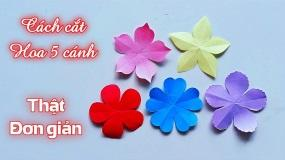 Cách cắt
Hoa 5 cánh
Thật
Đơn giản